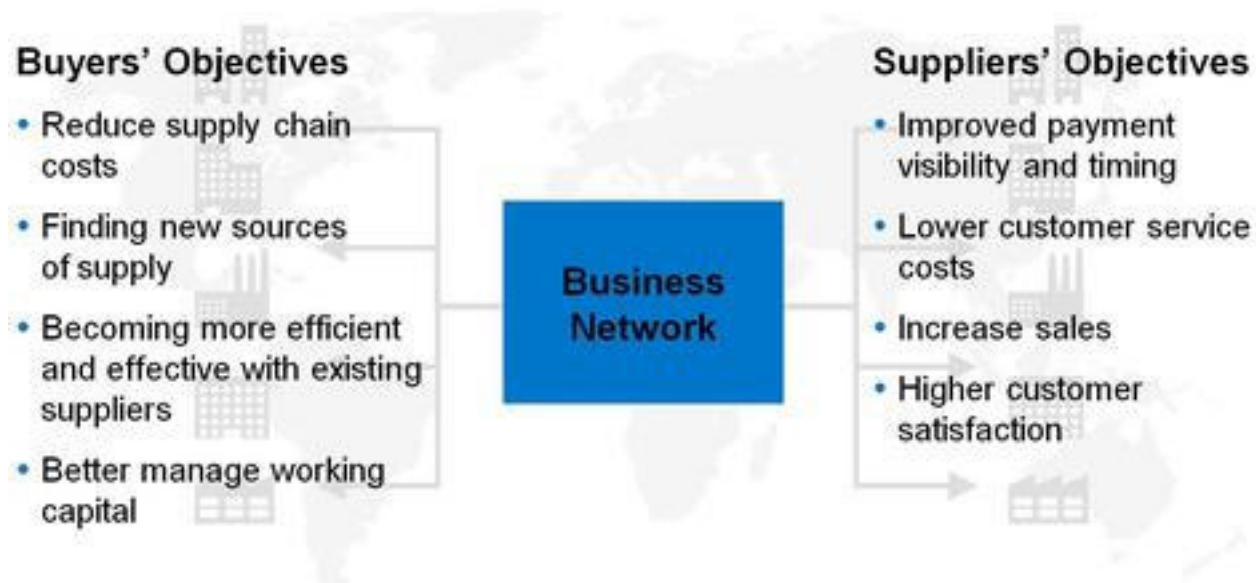 Buyers’ Objectives
• Reduce supply chain
costs
• Finding new sources
of supply
• Becoming more efficient
and effective with existing
suppliers
• Better manage working
capital
Business
Network
Suppliers’ Objectives
• Improved payment
visibility and timing
• Lower customer service
costs
• Increase sales
• Higher customer
satisfaction